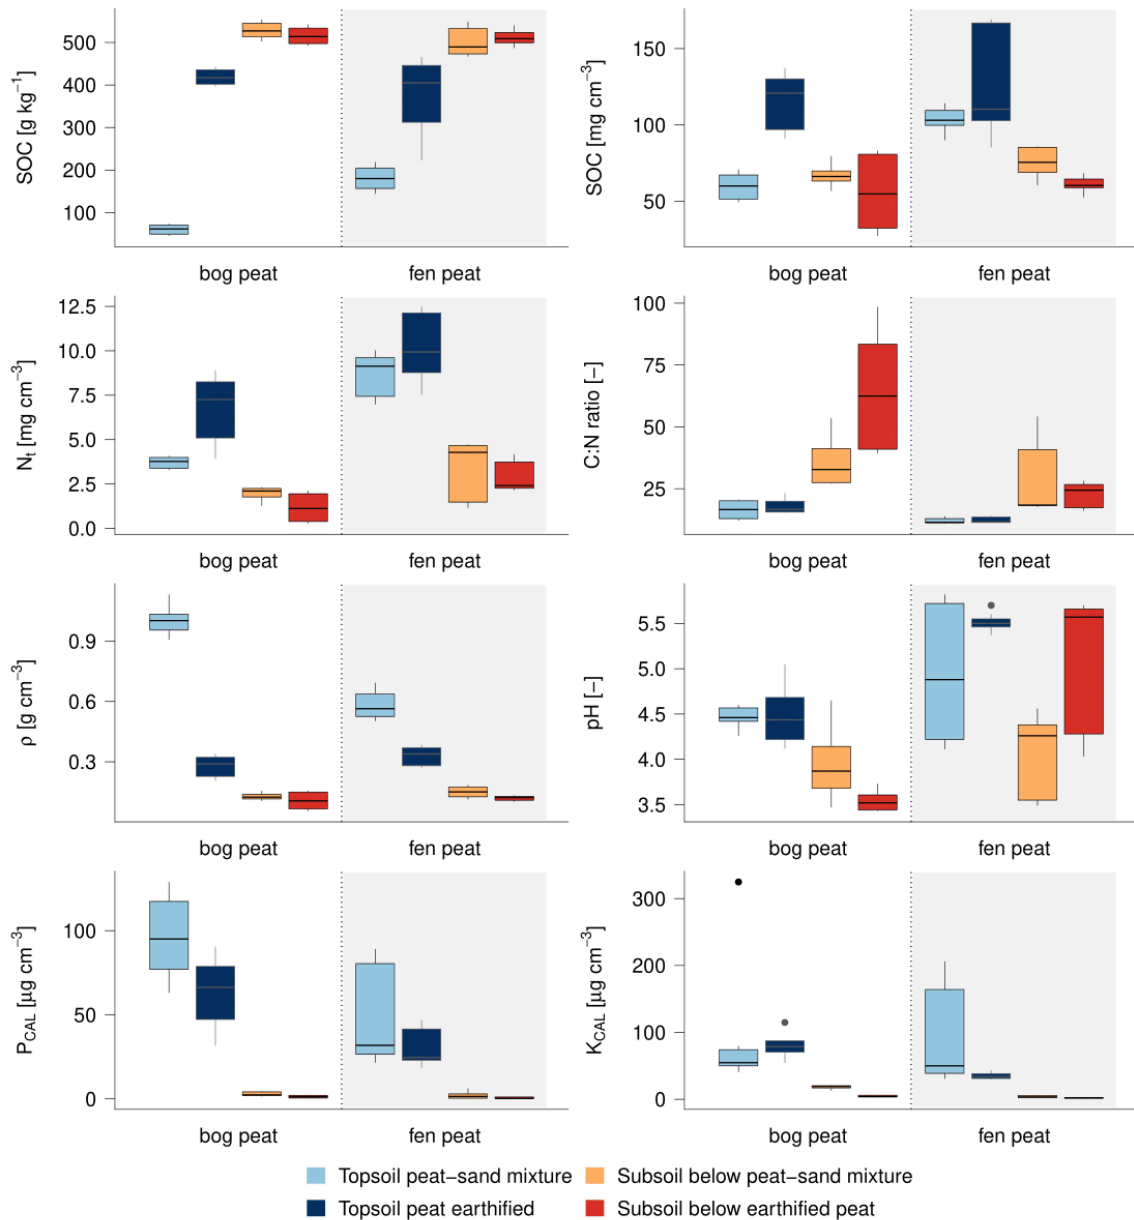 SOC [g kg⁻¹]
500
400
300
200
100
bog peat
fen peat
SOC [mg cm⁻³]
150
100
50
bog peat
fen peat
Nt [mg cm⁻³]
12.5
10.0
7.5
5.0
2.5
0.0
bog peat
fen peat
C:N ratio [−]
100
75
50
25
bog peat
fen peat
ρ [g cm⁻³]
0.9
0.6
0.3
bog peat
fen peat
pH [−]
5.5
5.0
4.5
4.0
3.5
bog peat
fen peat
PCAL [µg cm⁻³]
100
50
0
bog peat
fen peat
KCAL [µg cm⁻³]
300
200
100
0
bog peat
fen peat
Topsoil peat−sand mixture
Subsoil below peat−sand mixture
Topsoil peat earthified
Subsoil below earthified peat